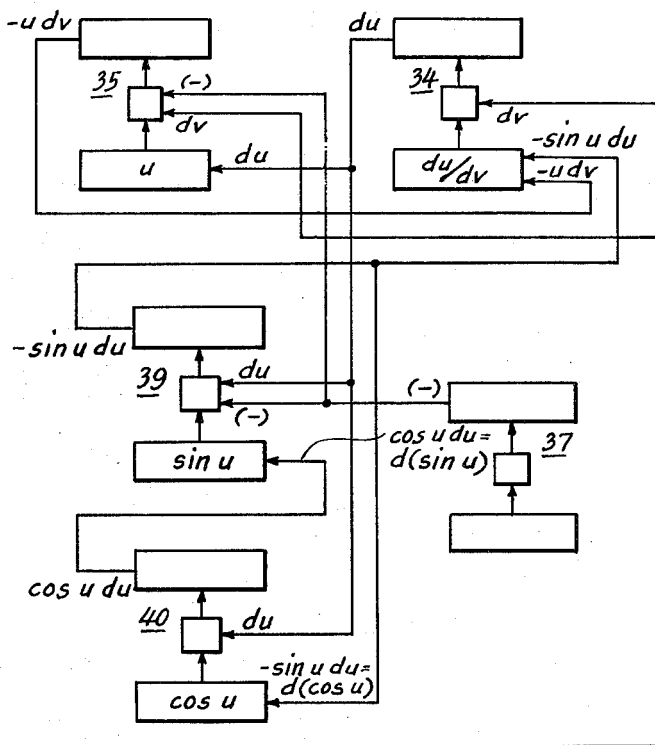 -u dv
du
35
(-)
34
dv
dv
-sin u du
u
du
du/dv
-u dv
-sin u du
39
du
(-)
(-)
sin u
cos u du=
d(sin u)
37
cos u du
40
du
-sin u du=
d(cos u)
cos u